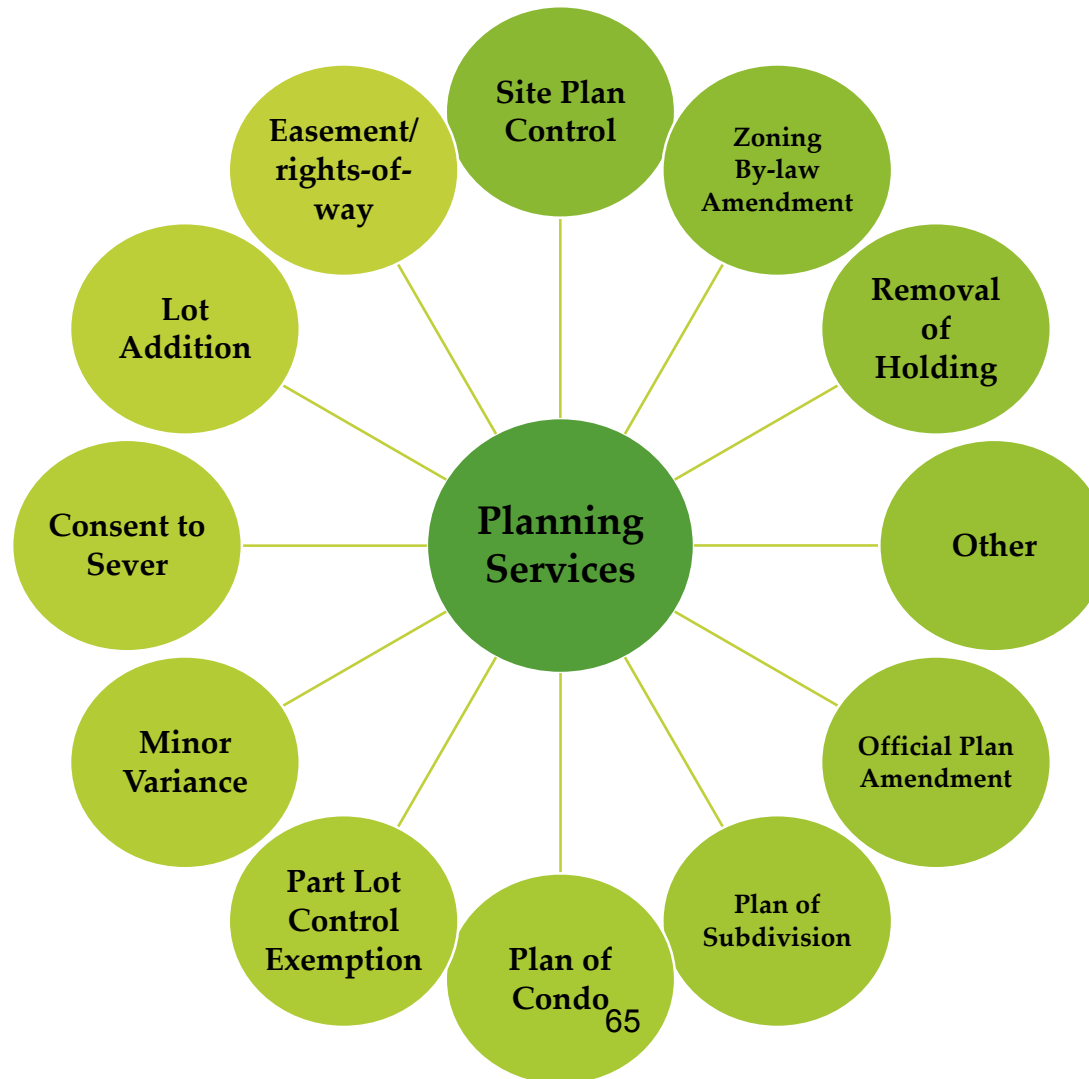 Site Plan
Control
Zoning
By-law
Amendment
Removal
of
Holding
Other
Official Plan
Amendment
Plan of
Subdivision
Plan of
Condo
65
Part Lot
Control
Exemption
Minor
Variance
Consent to
Sever
Lot
Addition
Easement/
rights-of-
way
Planning
Services